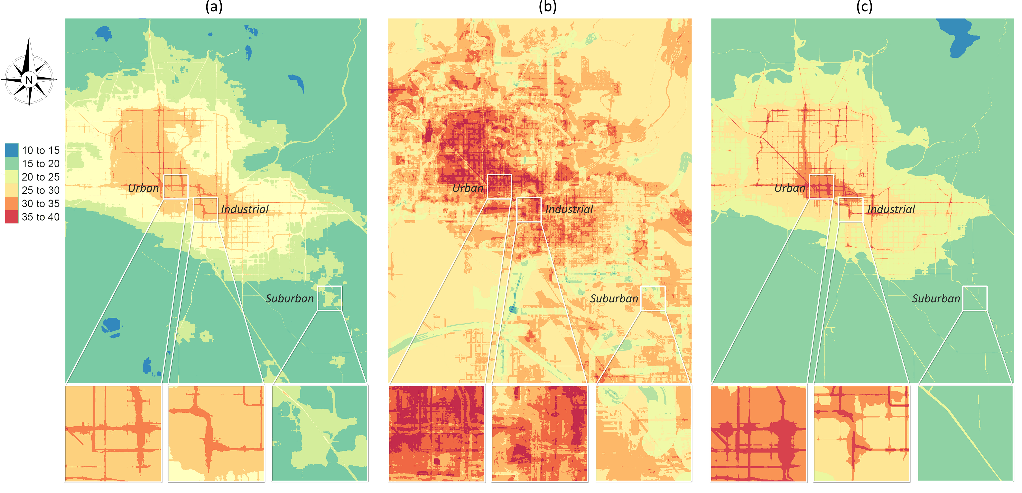 (a)
(b)
(c)
N
10 to 15
15 to 20
20 to 25
25 to 30
30 to 35
35 to 40
Urban
Industrial
Suburban
Urban
Industrial
Suburban
Urban
Industrial
Suburban